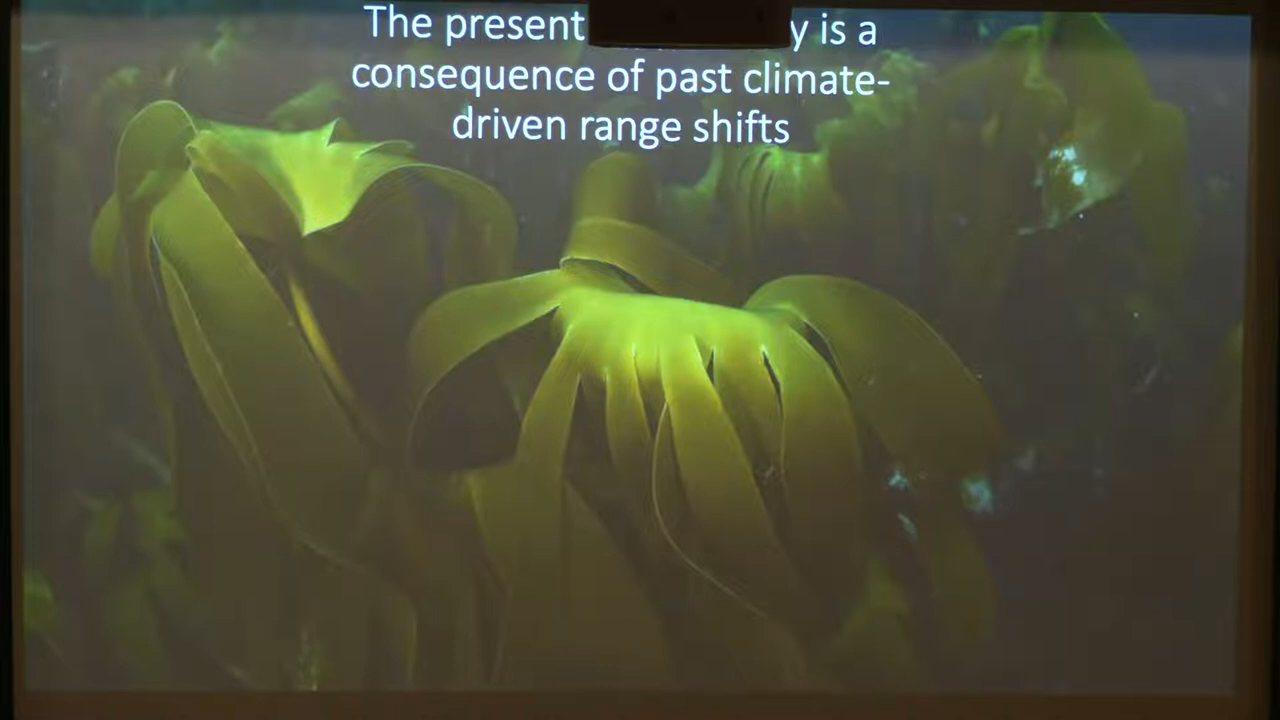 The present y is a
consequence of past climate-
driven range shifts